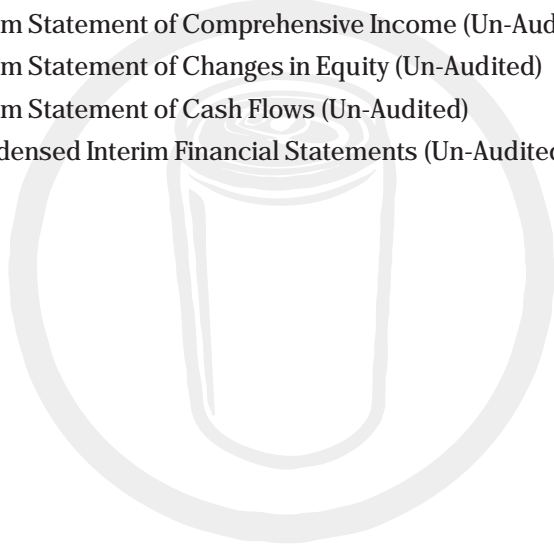 m Statement of Comprehensive Income (Un-Aud
m Statement of Changes in Equity (Un-Audited)
m Statement of Cash Flows (Un-Audited)
densed Interim Financial Statements (Un-Audited